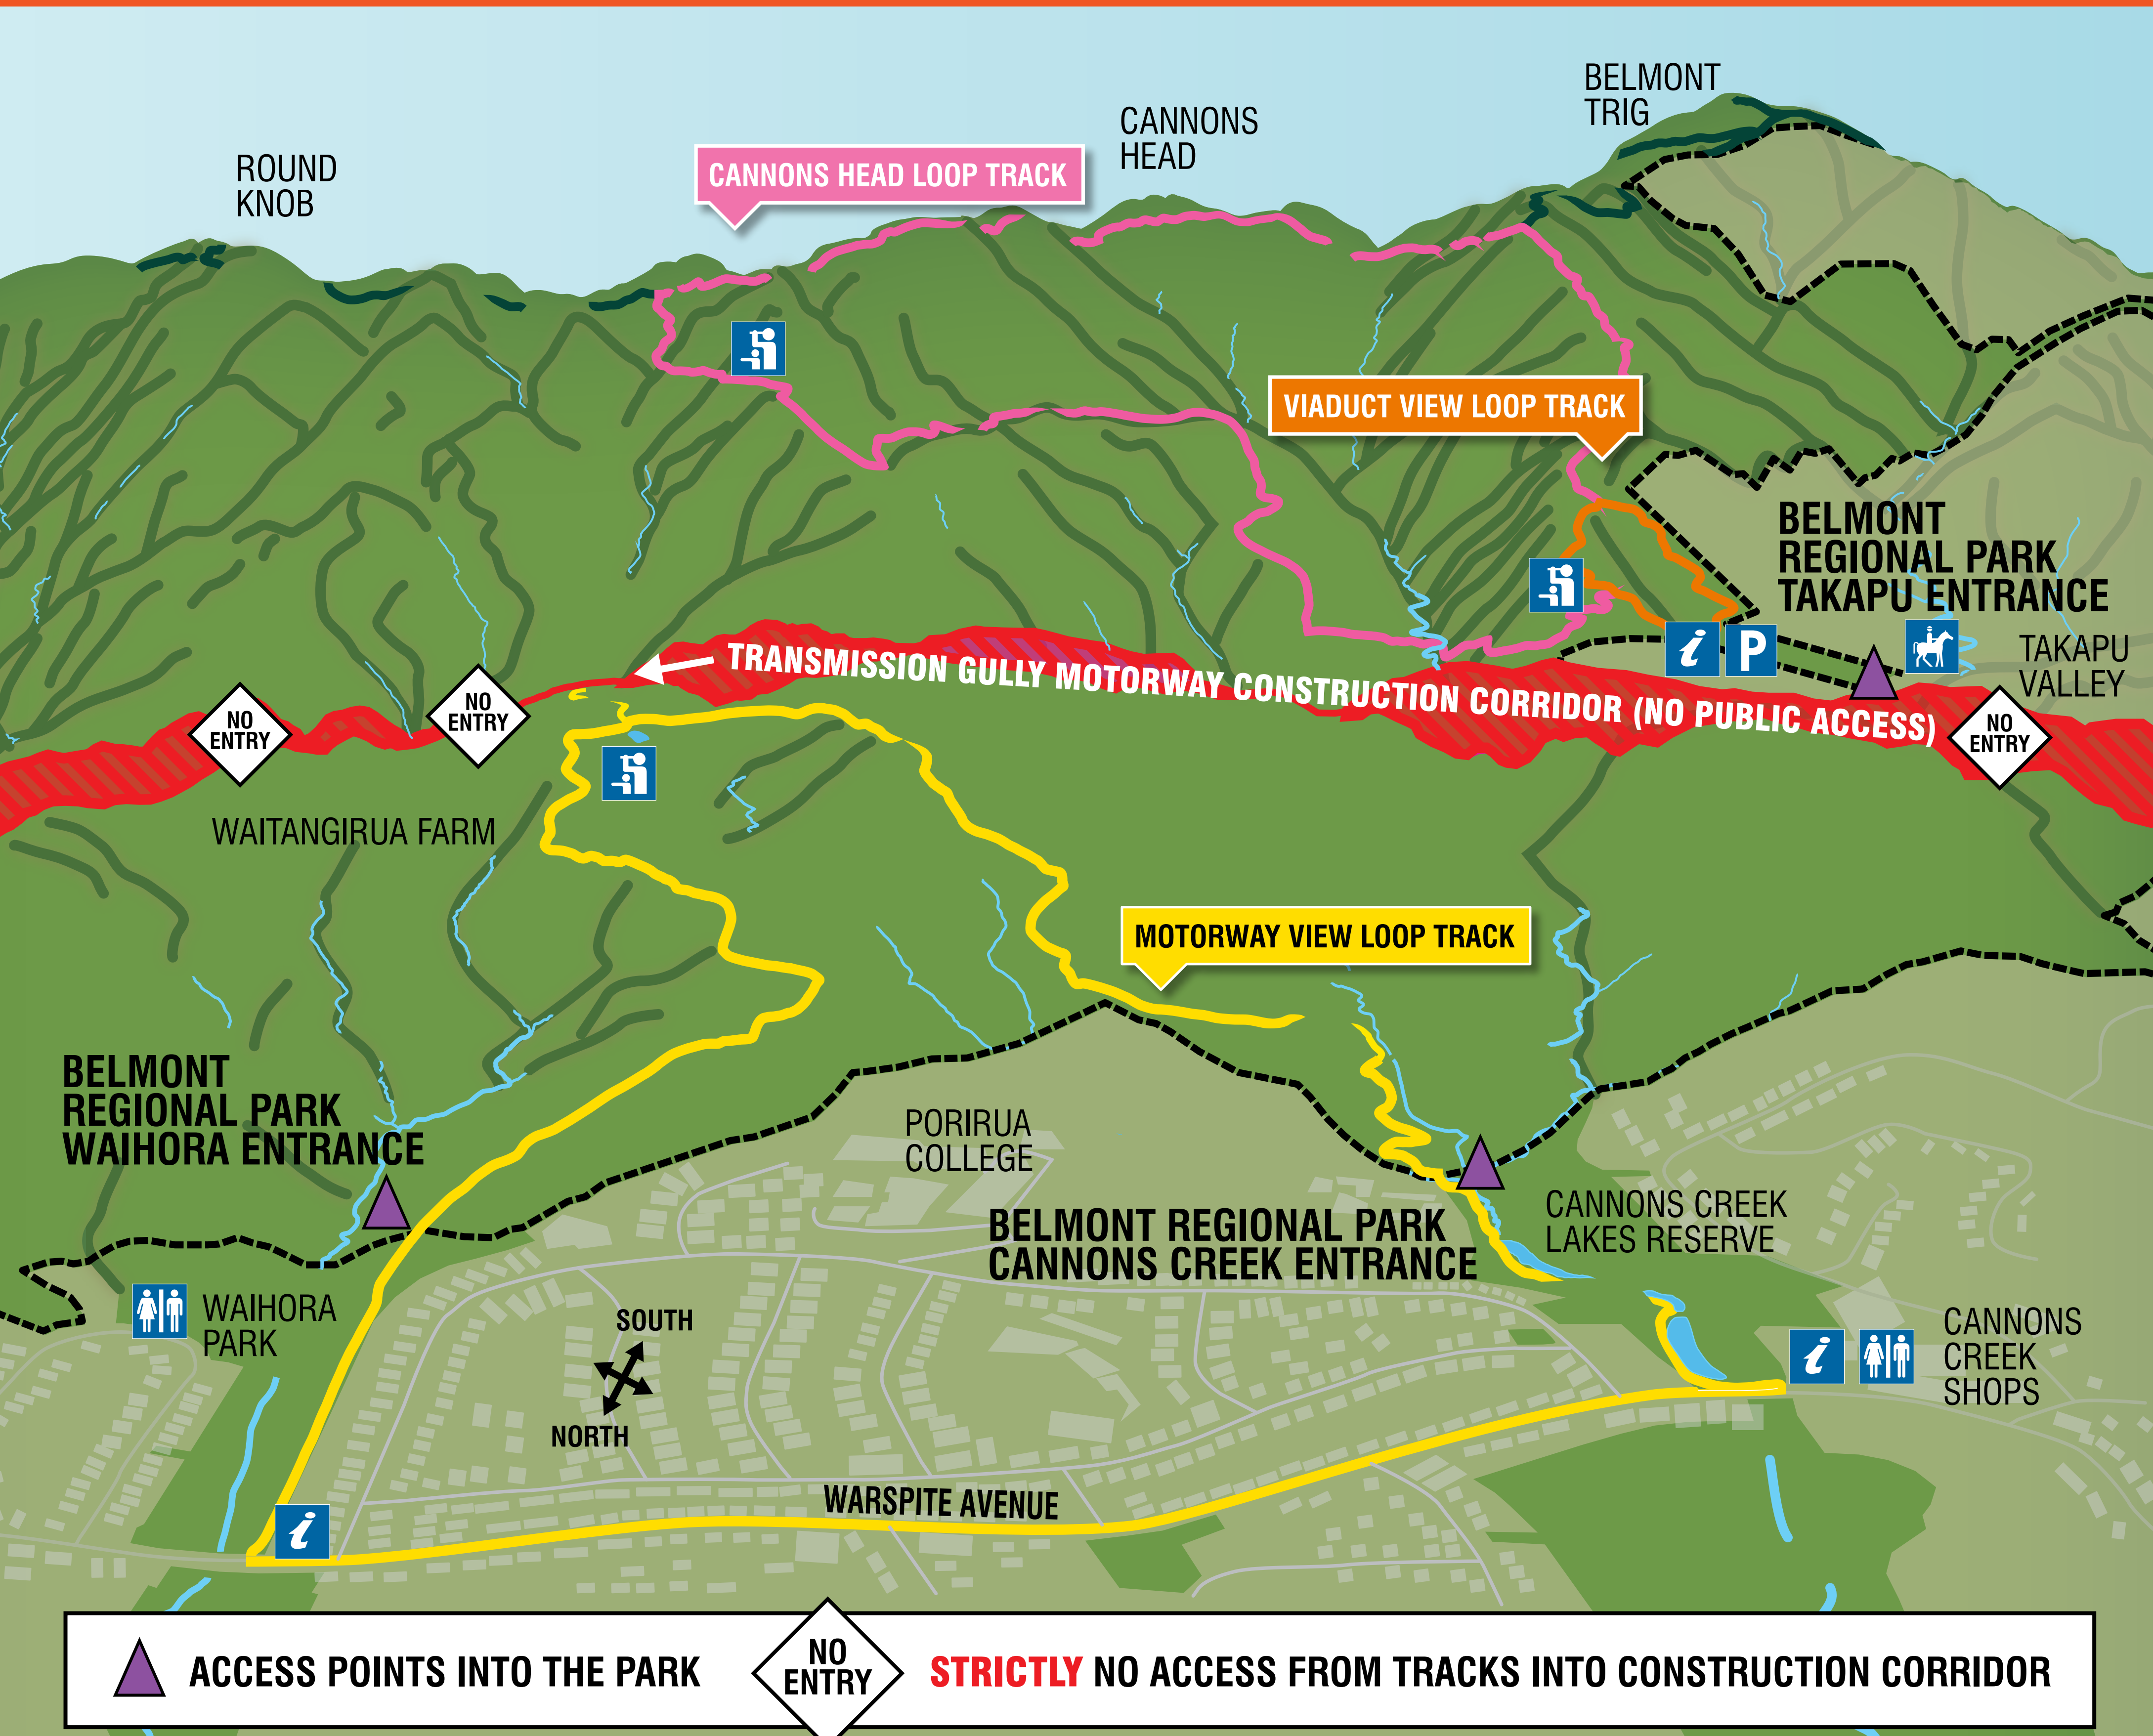 BELMONT
TRIG
CANNONS
HEAD
ROUND
KNOB
CANNONS HEAD LOOP TRACK
VIADUCT VIEW LOOP TRACK
BELMONT
REGIONAL PARK
TAKAPU ENTRANCE
i
P
TAKAPU
VALLEY
TRANSMISSION GULLY MOTORWAY CONSTRUCTION CORRIDOR (NO PUBLIC ACCESS)
NO
ENTRY
NO
ENTRY
NO
ENTRY
WAITANGIRUA FARM
MOTORWAY VIEW LOOP TRACK
BELMONT
REGIONAL PARK
WAIHORA ENTRANCE
PORIRUA
COLLEGE
BELMONT REGIONAL PARK
CANNONS CREEK ENTRANCE
CANNONS CREEK
LAKES RESERVE
WAIHORA
PARK
SOUTH
NORTH
i
CANNONS
CREEK
SHOPS
WARSPITE AVENUE
i
ACCESS POINTS INTO THE PARK
NO
ENTRY
STRICTLY NO ACCESS FROM TRACKS INTO CONSTRUCTION CORRIDOR